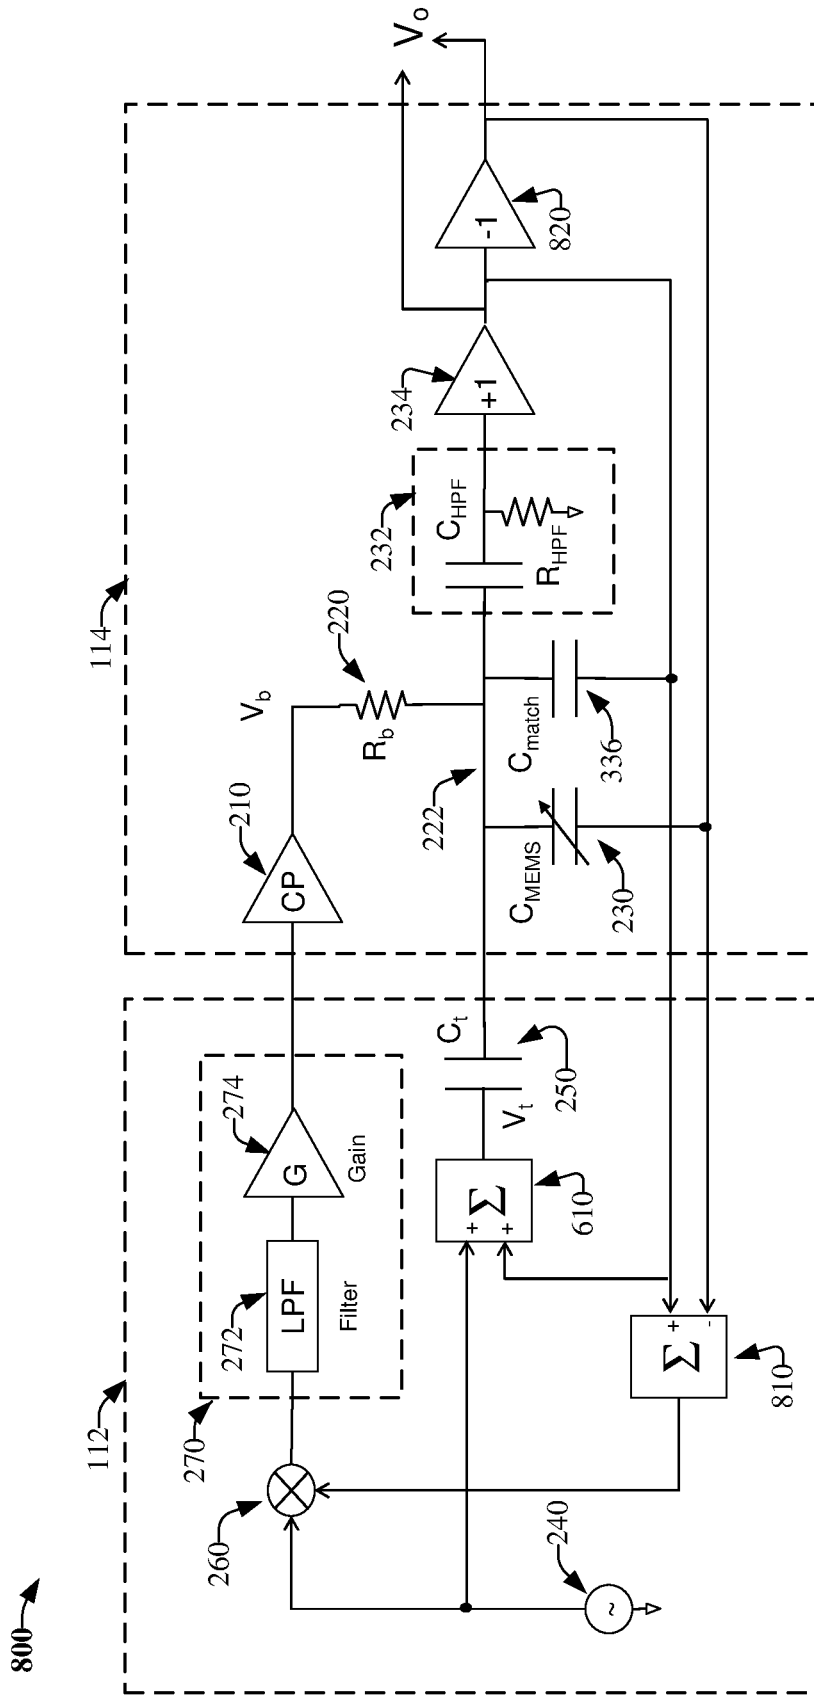 800
112
114
270
272
LPF
Filter
274
G
Gain
260
210
CP
V_b
220
R_b
222
232
C_HPF
R_HPF
234
+1
-1
820
V_o
C_t
V_t
250
Σ
+
+
610
C_MEMS
230
C_match
336
240
~
Σ
+
-
810